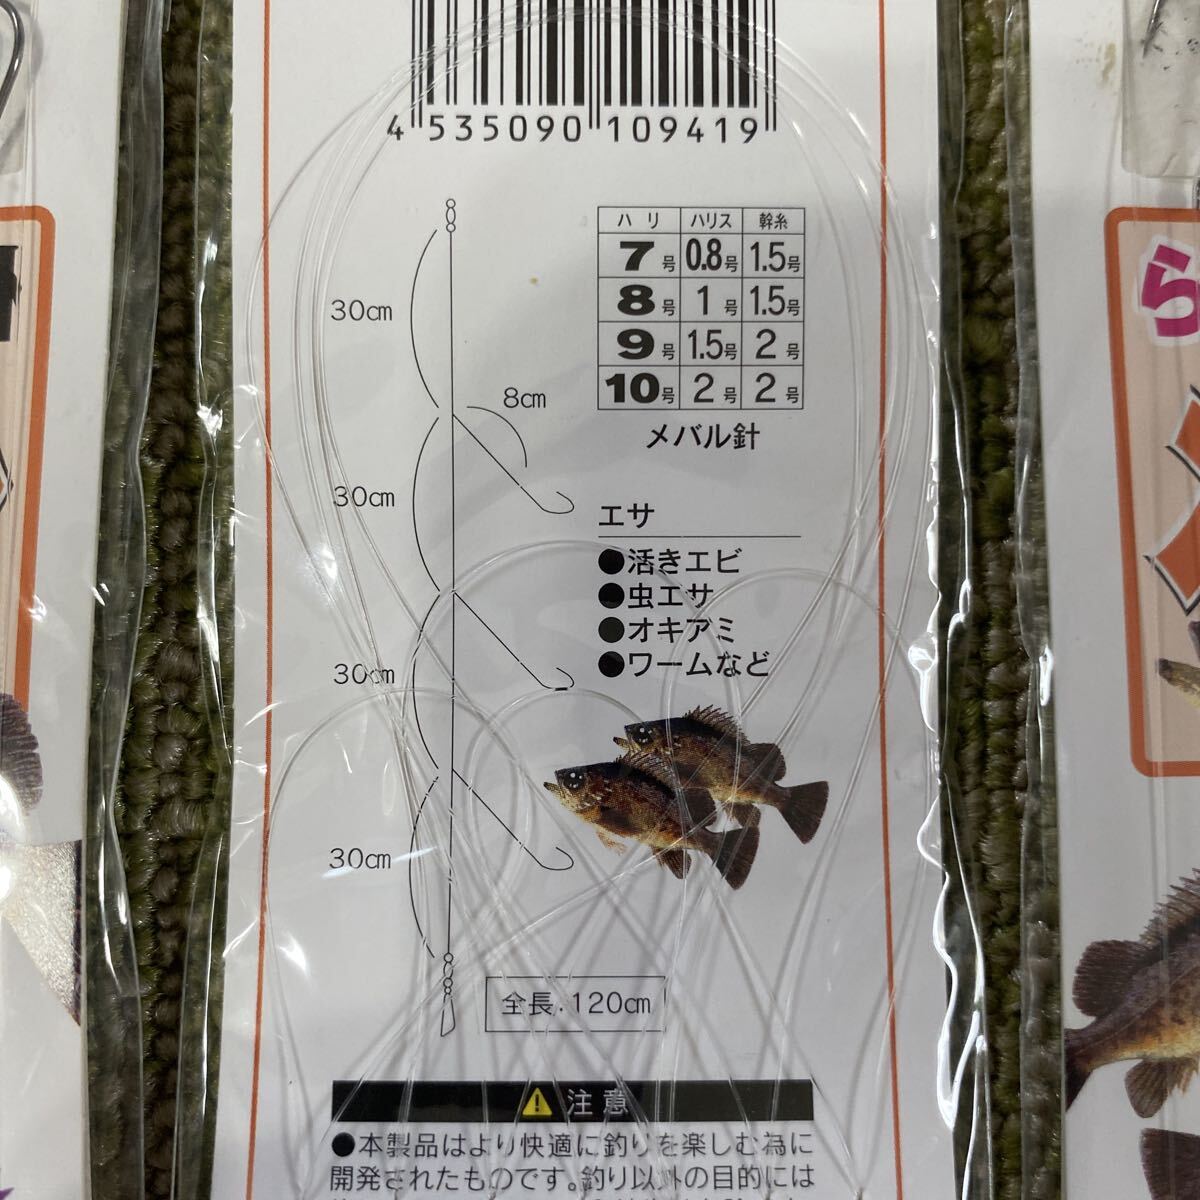 4 535090 109419
ハリ ハリス 幹糸
7号 0.8号 1.5号
8号 1号 1.5号
9号 1.5号 2号
10号 2号 2号
メバル針
30cm
8cm
30cm
30cm
30cm
エサ
●活きエビ
●虫エサ
●オキアミ
●ワームなど
全長.120cm
注意
●本製品はより快適に釣りを楽しむ為に
開発されたものです。釣り以外の目的には
ら